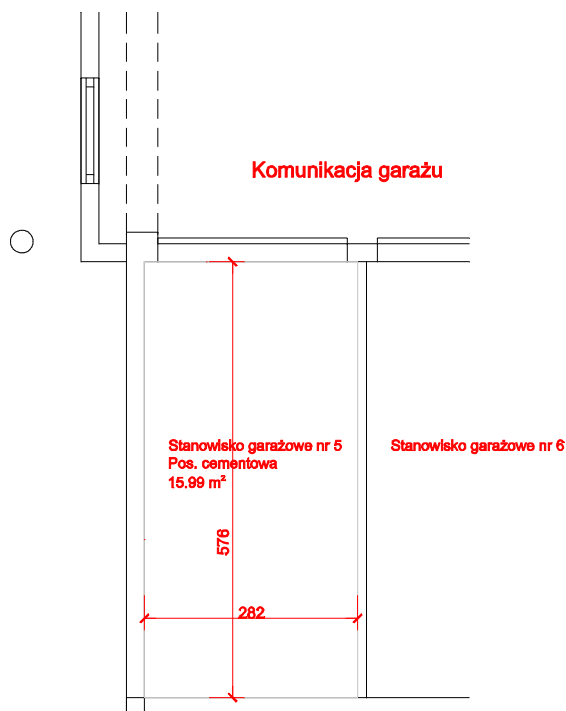 Komunikacja garażu
Stanowisko garażowe nr 5
Pos. cementowa
15.99 m²
Stanowisko garażowe nr 6
576
282